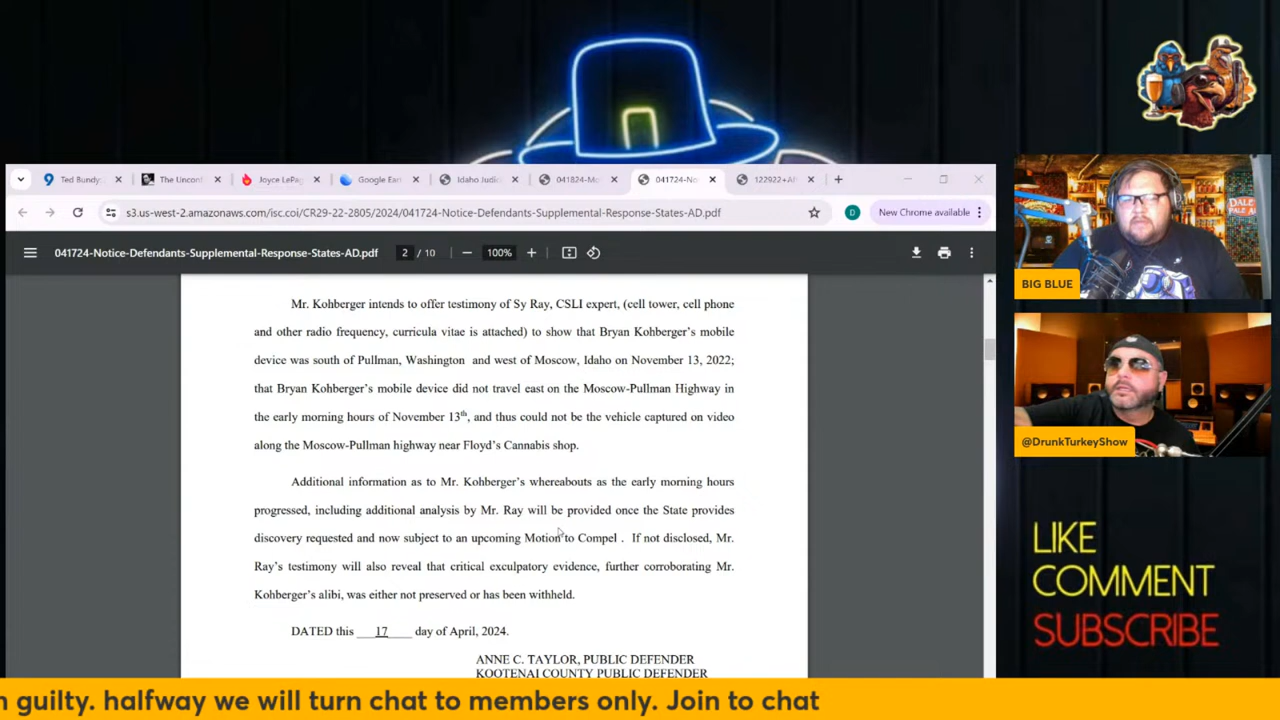 Ted Bundy;
The Unconf
Joyce LePag
Google Eart
Idaho Judic
041824-Mo
041724-No
122922+Af
s3.us-west-2.amazonaws.com/isc.coi/CR29-22-2805/2024/041724-Notice-Defendants-Supplemental-Response-States-AD.pdf
D
New Chrome available
041724-Notice-Defendants-Supplemental-Response-States-AD.pdf
2 / 10
100%
Mr. Kohberger intends to offer testimony of Sy Ray, CSLI expert, (cell tower, cell phone
and other radio frequency, curricula vitae is attached) to show that Bryan Kohberger's mobile
device was south of Pullman, Washington and west of Moscow, Idaho on November 13, 2022;
that Bryan Kohberger's mobile device did not travel east on the Moscow-Pullman Highway in
the early morning hours of November 13th, and thus could not be the vehicle captured on video
along the Moscow-Pullman highway near Floyd's Cannabis shop.
Additional information as to Mr. Kohberger's whereabouts as the early morning hours
progressed, including additional analysis by Mr. Ray will be provided once the State provides
discovery requested and now subject to an upcoming Motion to Compel . If not disclosed, Mr.
Ray's testimony will also reveal that critical exculpatory evidence, further corroborating Mr.
Kohberger's alibi, was either not preserved or has been withheld.
DATED this 17 day of April, 2024.
ANNE C. TAYLOR, PUBLIC DEFENDER
KOOTENAI COUNTY PUBLIC DEFENDER
DALE'S
PALE A
BIG BLUE
@DrunkTurkeyShow
LIKE
COMMENT
SUBSCRIBE
n guilty. halfway we will turn chat to members only. Join to chat